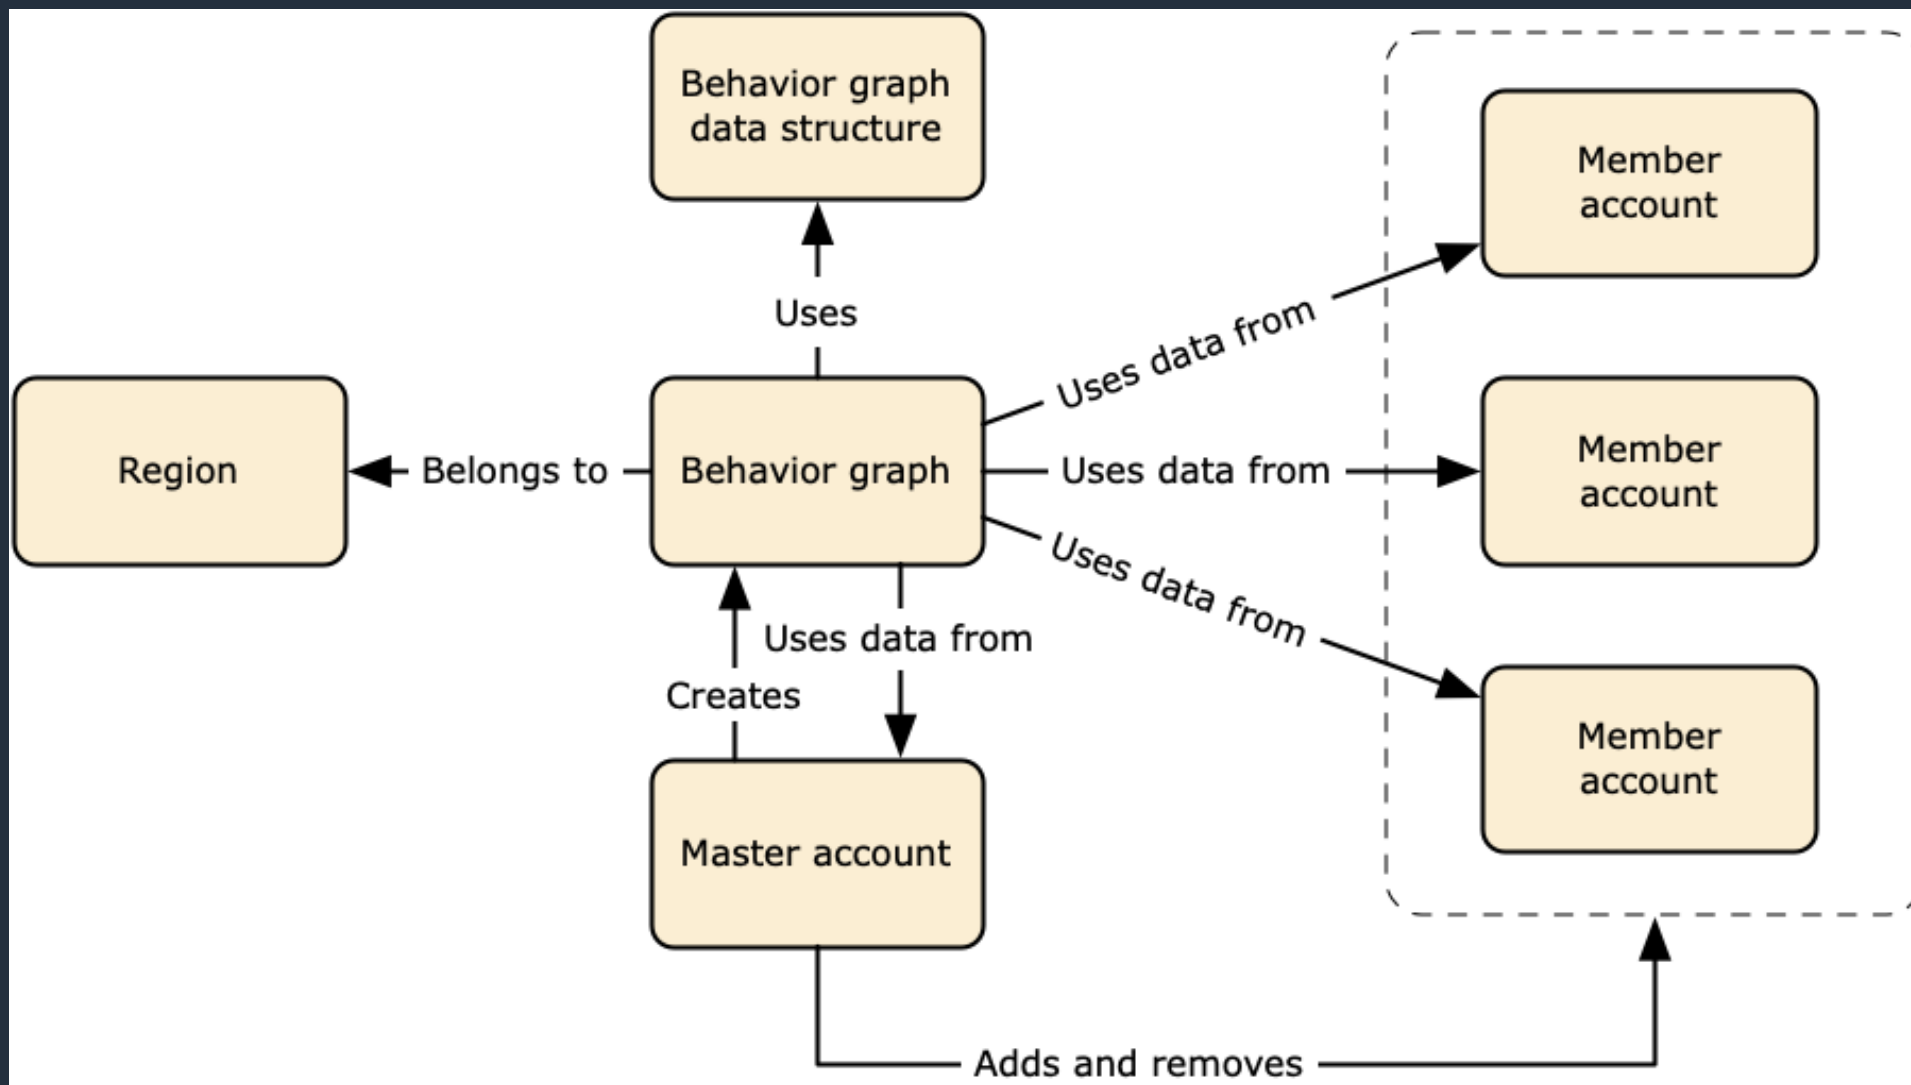 Behavior graph
data structure
Member
account
Uses
Uses data from
Region
Belongs to
Behavior graph
Uses data from
Member
account
Uses data from
Uses data from
Creates
Member
account
Master account
Adds and removes